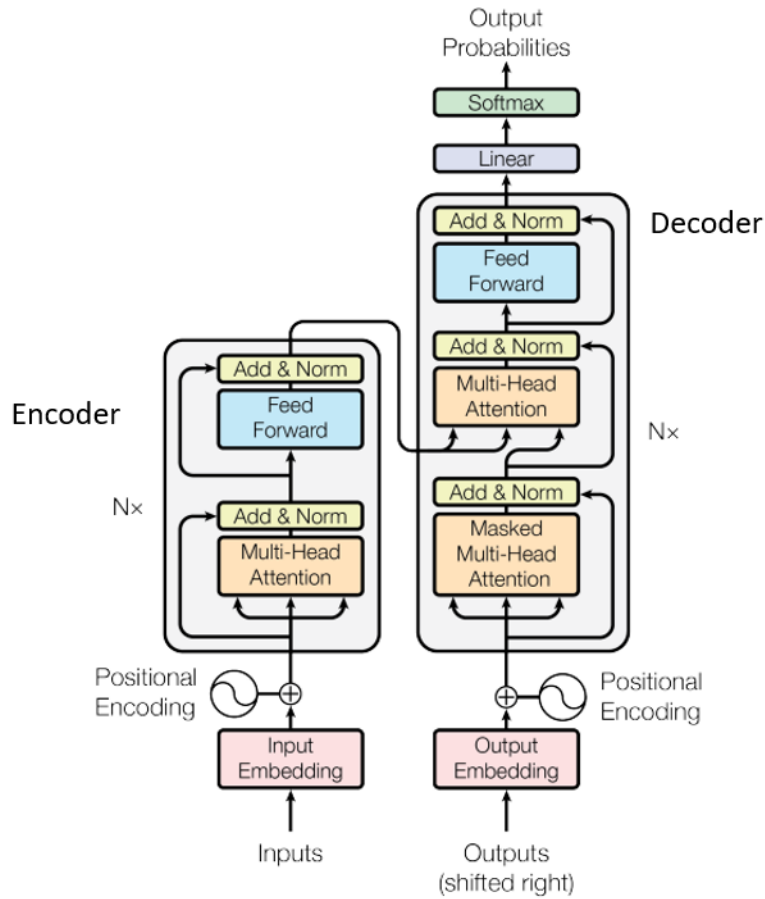 Output
Probabilities
Softmax
Linear
Add & Norm
Decoder
Feed
Forward
Add & Norm
Multi-Head
Attention
Nx
Add & Norm
Masked
Multi-Head
Attention
Positional
Encoding
Output
Embedding
Outputs
(shifted right)
Add & Norm
Encoder
Feed
Forward
Nx
Add & Norm
Multi-Head
Attention
Positional
Encoding
Input
Embedding
Inputs